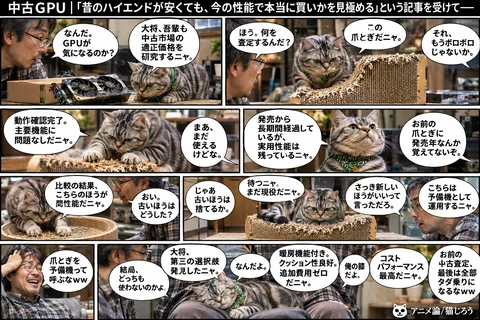 中古GPU｜「昔のハイエンドが安くても、今の性能で本当に買いかを見極める」という記事を受けて―
なんだ。
GPUが
気になるのか？
大将、吾輩も
中古市場の
適正価格を
研究するニャ。
ほう。何を
査定するんだ？
この
爪とぎだニャ。
それ、
もうボロボロ
じゃないか。
動作確認完了。
主要機能に
問題なしだニャ。
まあ、
まだ
使える
けどな。
発売から
長期間経過して
いるが、
実用性能は
残っているニャ。
お前の
爪とぎに
発売年なんか
覚えてないぞ。
比較の結果、
こちらのほうが
高性能だニャ。
おい。
古いほうは
どうした？
じゃあ
古いほうは
捨てるか。
待つニャ。
まだ現役だニャ。
さっき新しい
ほうがいいって
言っただろ。
こちらは
予備機として
運用するニャ。
爪とぎを
予備機って
呼ぶなｗｗ
結局、
どっちも
使わないのかよ。
大将、
第三の選択肢
発見したニャ。
なんだよ。
暖房機能付き。
クッション性良好。
追加費用ゼロ
だニャ。
俺の膝
だよ。
コスト
パフォーマンス
最高だニャ。
お前の
中古査定、
最後は全部
タダ乗りに
なるなｗｗ
アニメ論/猫じろう